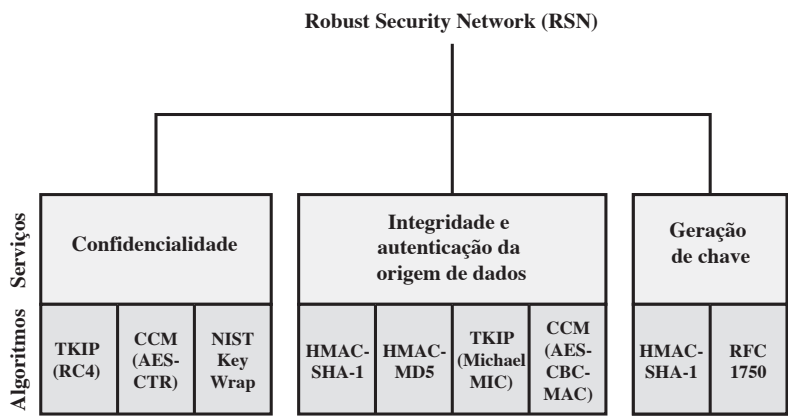 Robust Security Network (RSN)
Serviços
Confidencialidade
Integridade e
autenticação da
origem de dados
Geração
de chave
Algoritmos
TKIP
(RC4)
CCM
(AES-
CTR)
NIST
Key
Wrap
HMAC-
SHA-1
HMAC-
MD5
TKIP
(Michael
MIC)
CCM
(AES-
CBC-
MAC)
HMAC-
SHA-1
RFC
1750